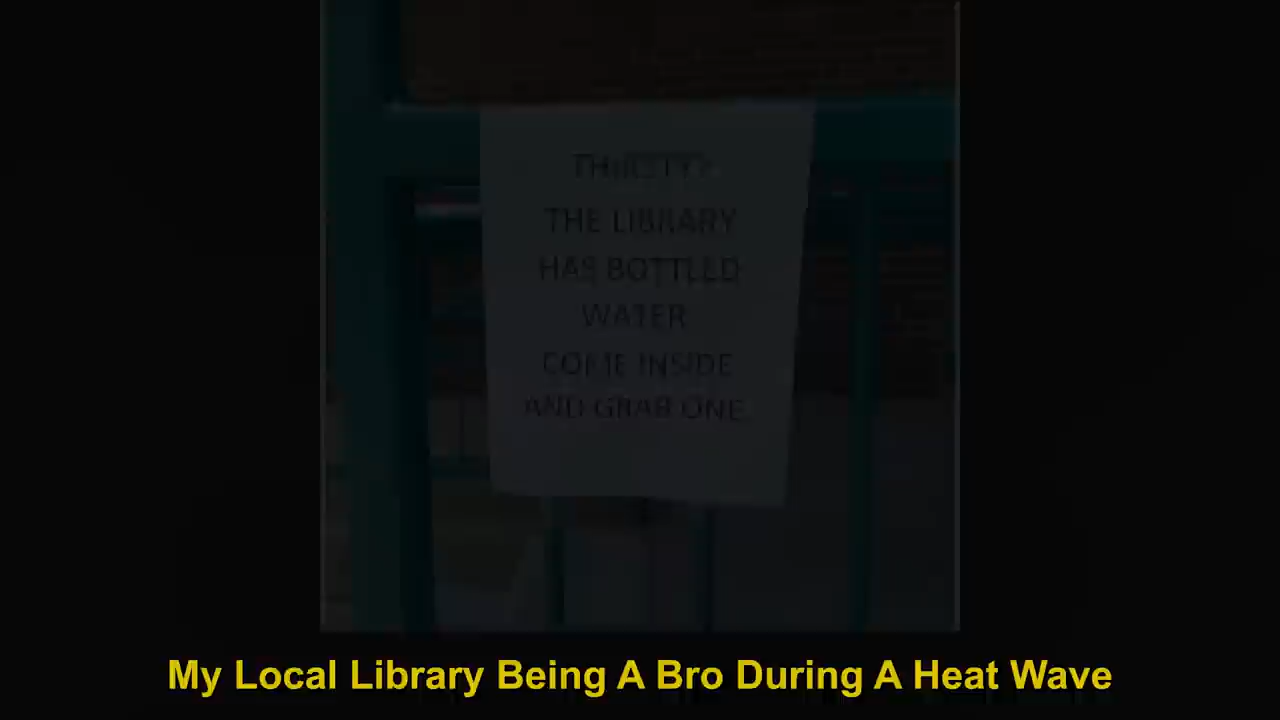 THIRSTY?
THE LIBRARY
HAS BOTTLED
WATER
COME INSIDE
AND GRAB ONE
My Local Library Being A Bro During A Heat Wave